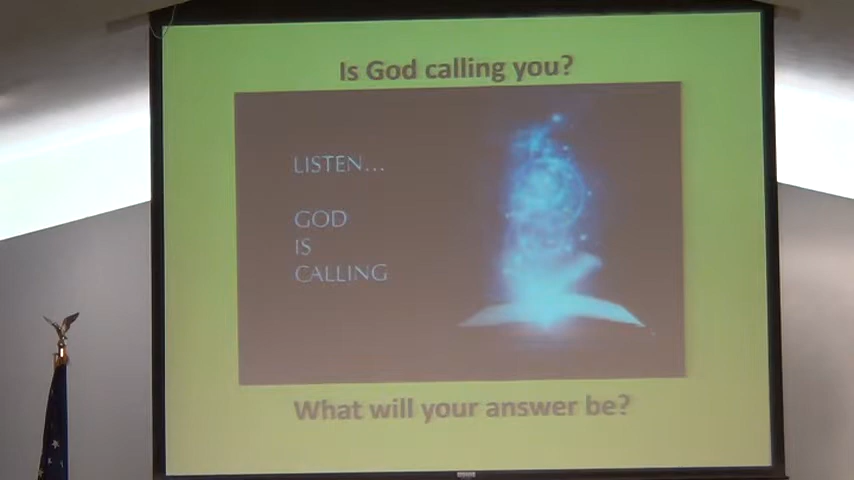 Is God calling you?
LISTEN...
GOD
IS
CALLING
What will your answer be?